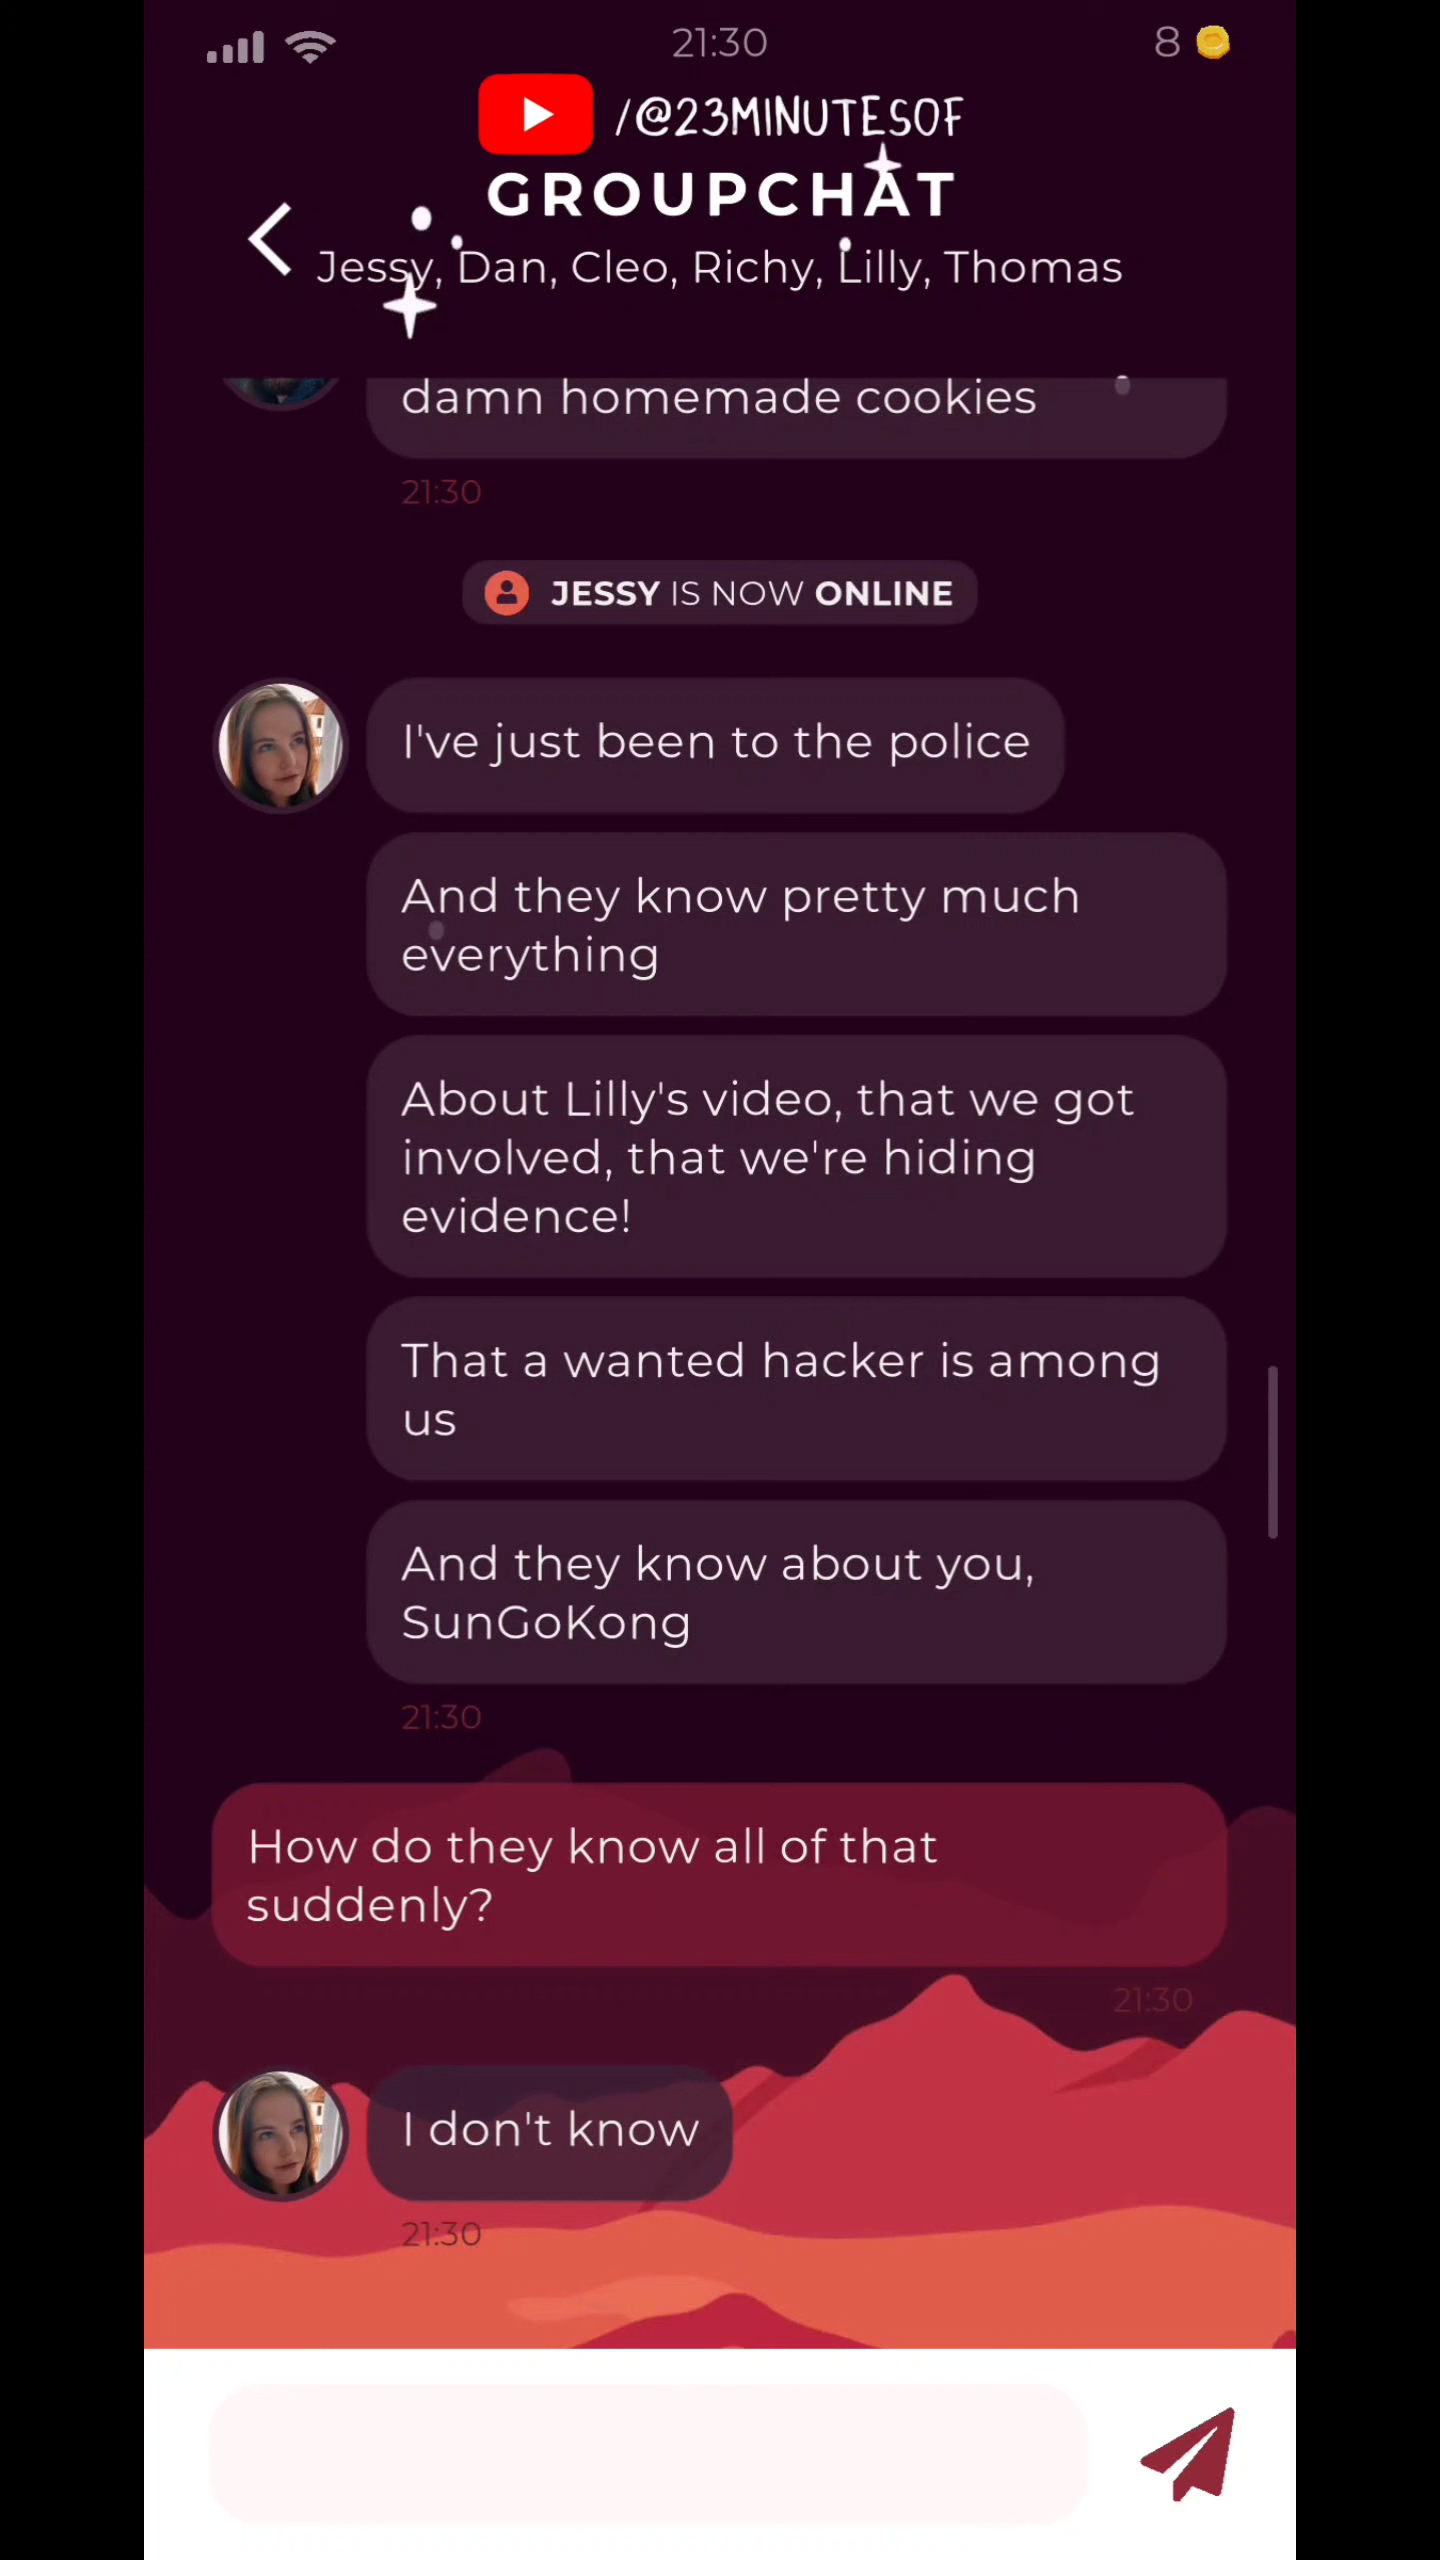 21:30
8
/@23MINUTESOF
GROUPCHAT
Jessy, Dan, Cleo, Richy, Lilly, Thomas
damn homemade cookies
21:30
JESSY IS NOW ONLINE
I've just been to the police
And they know pretty much
everything
About Lilly's video, that we got
involved, that we're hiding
evidence!
That a wanted hacker is among
us
And they know about you,
SunGoKong
21:30
How do they know all of that
suddenly?
21:30
I don't know
21:30